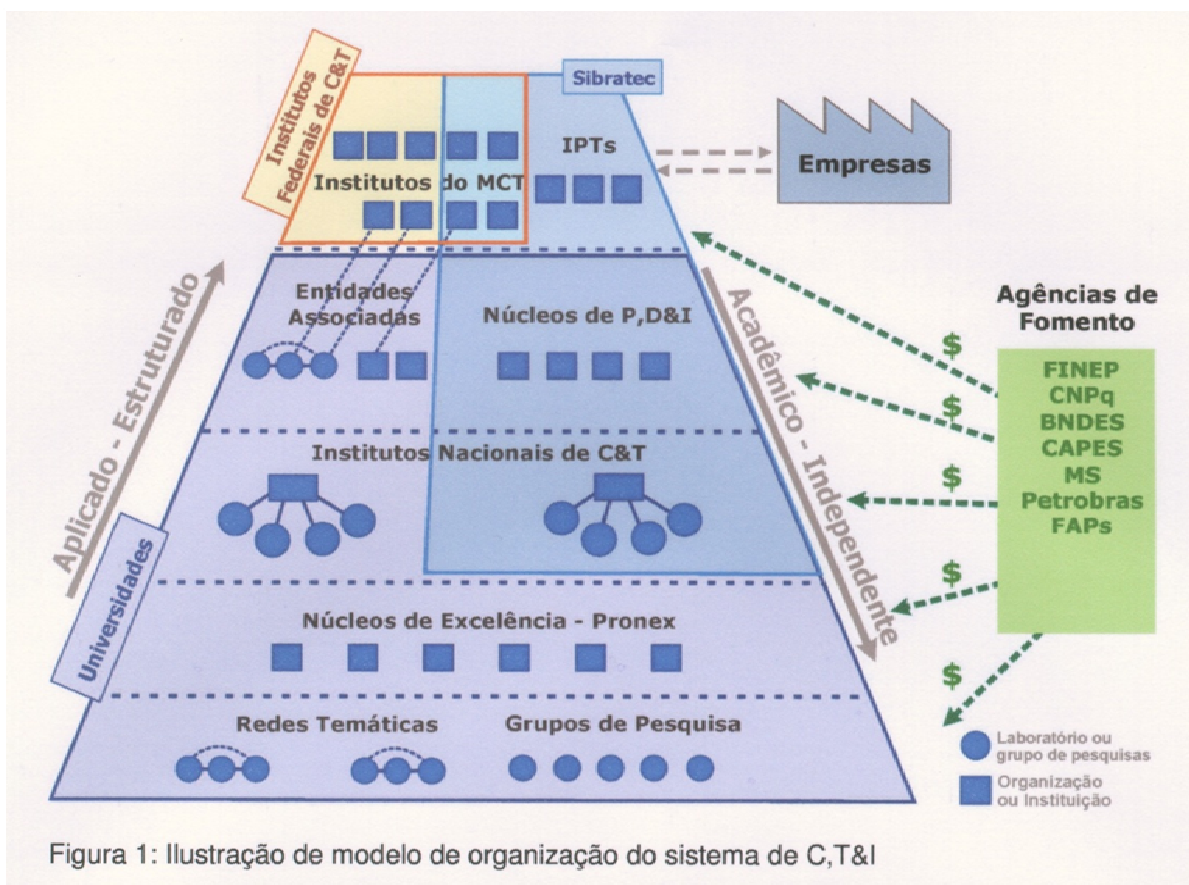 Institutos
Federais de C&T
Sibratec
IPTs
Institutos do MCT
Empresas
Entidades
Associadas
Núcleos de P,D&I
Aplicado - Estruturado
Acadêmico - Independente
Agências de
Fomento
$
$
$
$
$
FINEP
CNPq
BNDES
CAPES
MS
Petrobras
FAPs
Institutos Nacionais de C&T
Universidades
Núcleos de Excelência - Pronex
Redes Temáticas
Grupos de Pesquisa
Laboratório ou
grupo de pesquisas
Organização
ou Instituição
Figura 1: Ilustração de modelo de organização do sistema de C,T&I